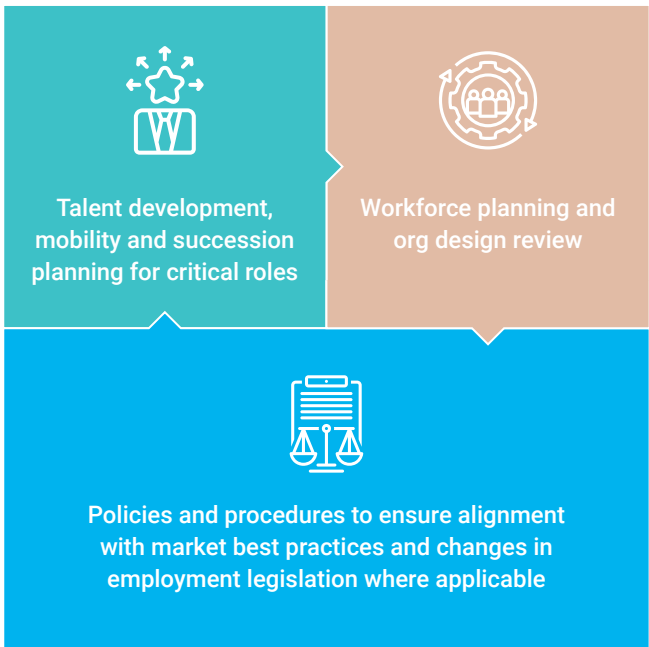 Talent development,
mobility and succession
planning for critical roles
Workforce planning and
org design review
Policies and procedures to ensure alignment
with market best practices and changes in
employment legislation where applicable